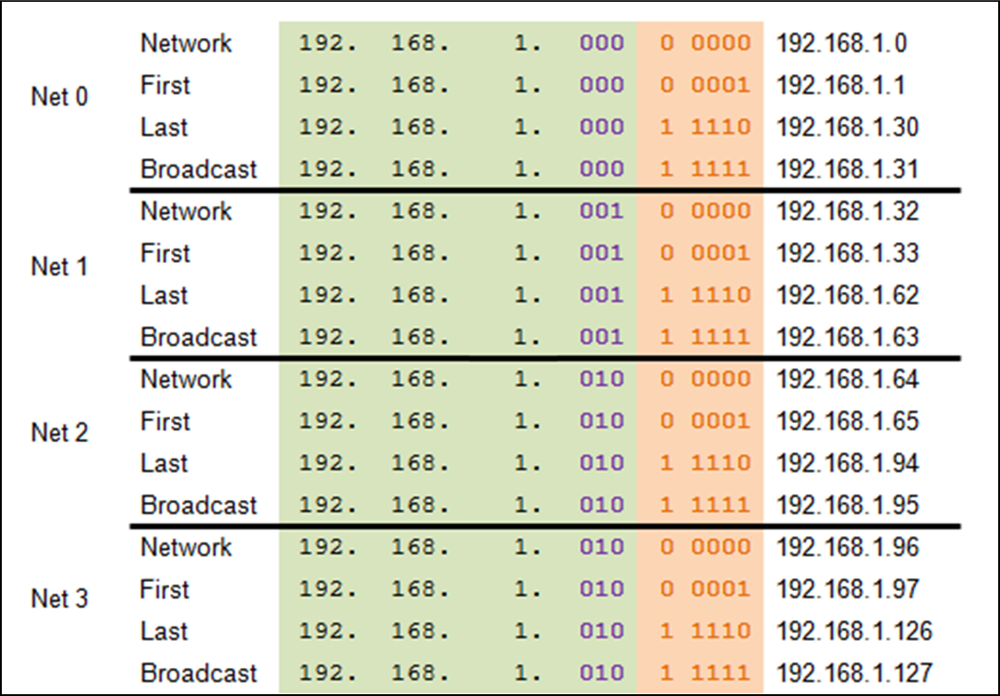 Network 192. 168. 1. 000 0 0000 192.168.1.0
Net 0
First 192. 168. 1. 000 0 0001 192.168.1.1
Last 192. 168. 1. 000 1 1110 192.168.1.30
Broadcast 192. 168. 1. 000 1 1111 192.168.1.31
Network 192. 168. 1. 001 0 0000 192.168.1.32
Net 1
First 192. 168. 1. 001 0 0001 192.168.1.33
Last 192. 168. 1. 001 1 1110 192.168.1.62
Broadcast 192. 168. 1. 001 1 1111 192.168.1.63
Network 192. 168. 1. 010 0 0000 192.168.1.64
Net 2
First 192. 168. 1. 010 0 0001 192.168.1.65
Last 192. 168. 1. 010 1 1110 192.168.1.94
Broadcast 192. 168. 1. 010 1 1111 192.168.1.95
Network 192. 168. 1. 010 0 0000 192.168.1.96
Net 3
First 192. 168. 1. 010 0 0001 192.168.1.97
Last 192. 168. 1. 010 1 1110 192.168.1.126
Broadcast 192. 168. 1. 010 1 1111 192.168.1.127